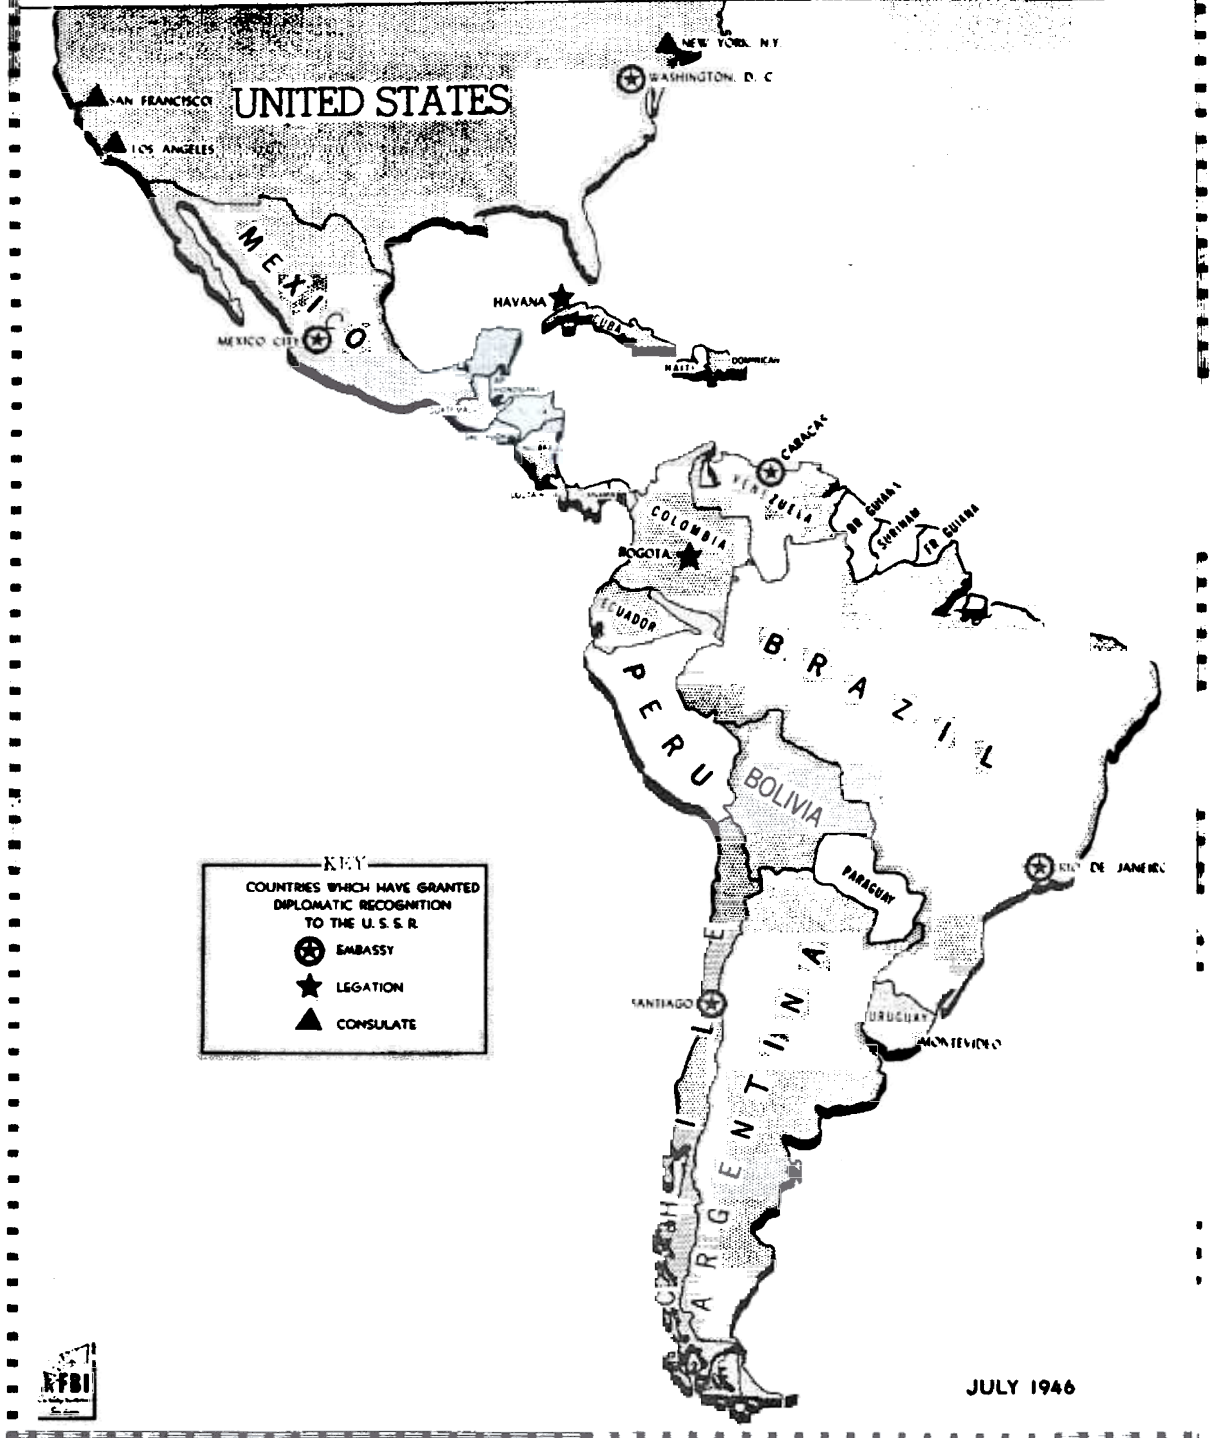 NEW YORK. N.Y.
WASHINGTON, D. C
SAN FRANCISCO
UNITED STATES
LOS ANGELES
MEXICO
HAVANA
CUBA
MEXICO CITY
HAITI
DOMINICAN
CARACAS
VENEZUELA
COLOMBIA
BR GUIANA
SURINAM
FR GUIANA
BOGOTA
ECUADOR
BRAZIL
PERU
BOLIVIA
PARAGUAY
RIO DE JANEIRO
KEY
COUNTRIES WHICH HAVE GRANTED
DIPLOMATIC RECOGNITION
TO THE U. S. S. R.
EMBASSY
LEGATION
CONSULATE
SANTIAGO
CHILE
ARGENTINA
URUGUAY
MONTEVIDEO
FBI
JULY 1946